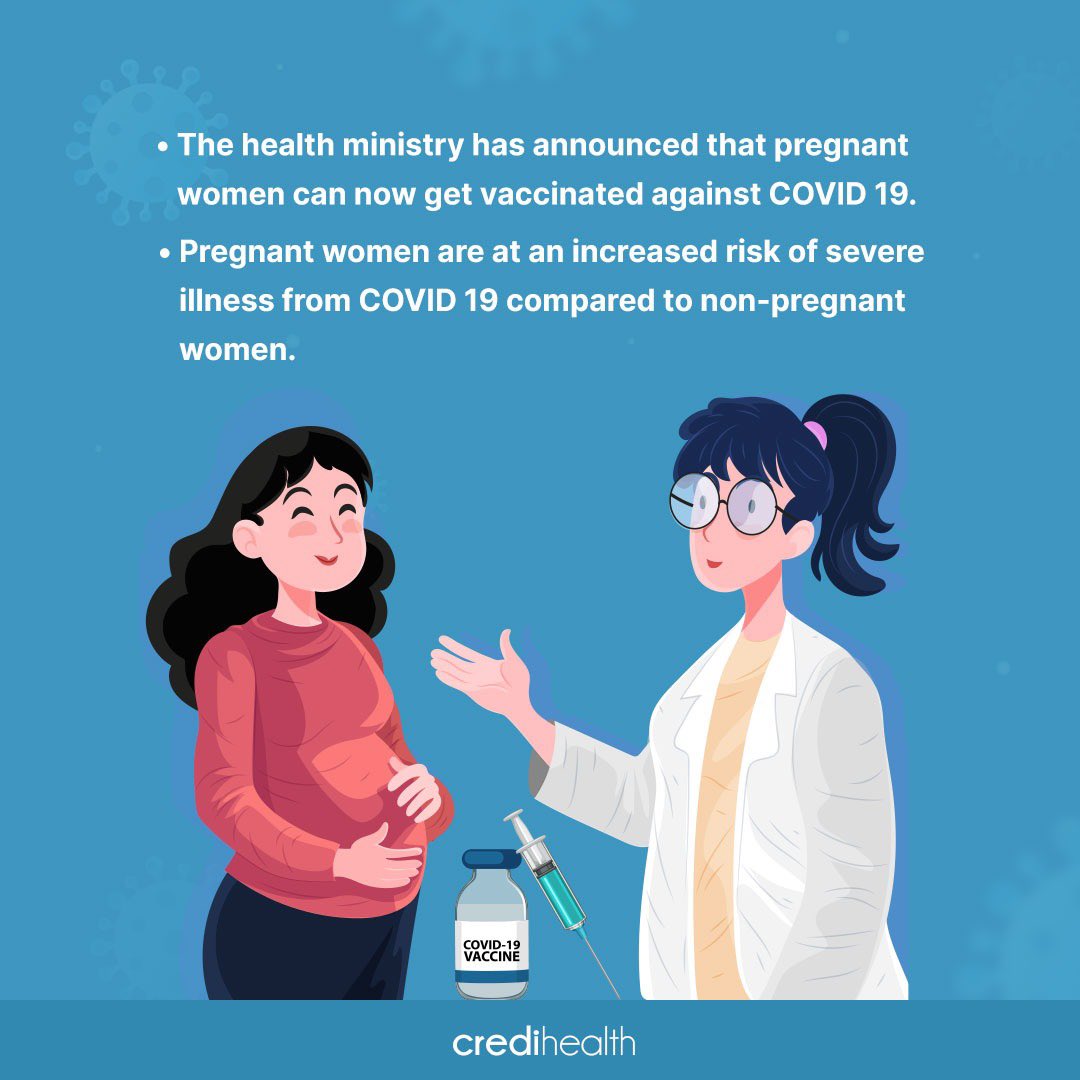 • The health ministry has announced that pregnant
women can now get vaccinated against COVID 19.
• Pregnant women are at an increased risk of severe
illness from COVID 19 compared to non-pregnant
women.
COVID-19
VACCINE
credihealth